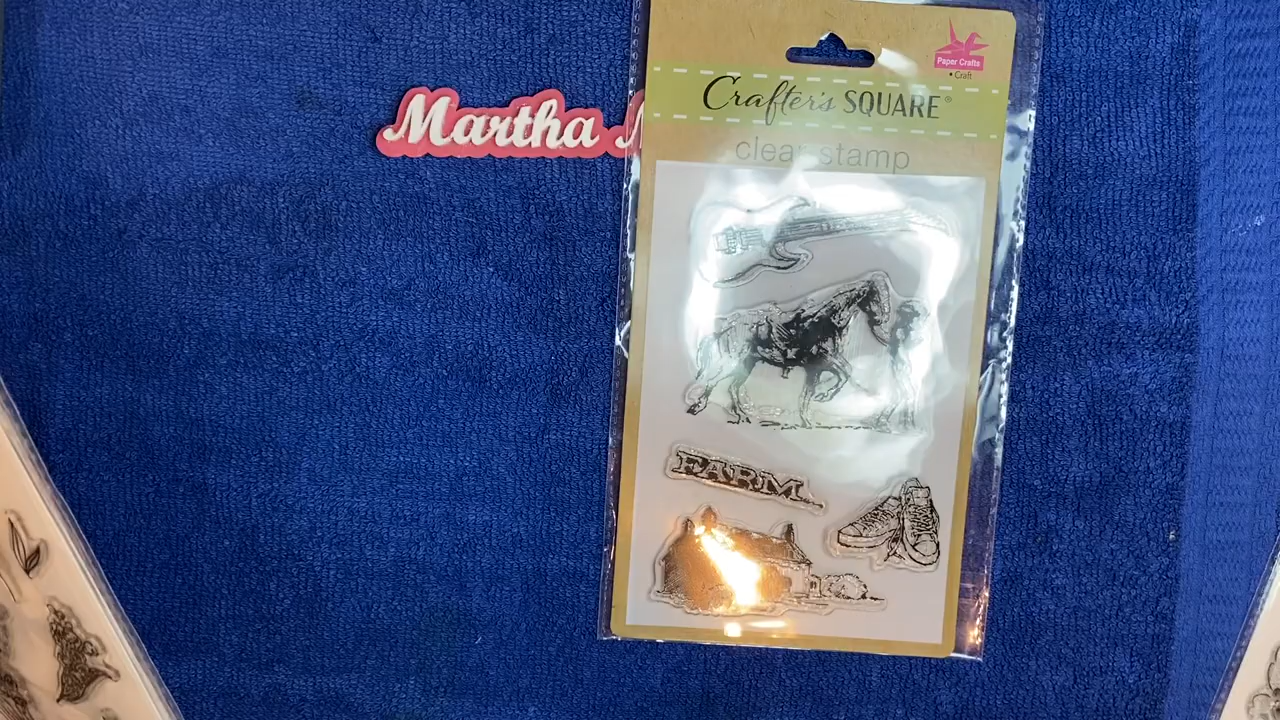 Paper Crafts
• Craft
Crafter's SQUARE®
Martha
clear stamp
FARM